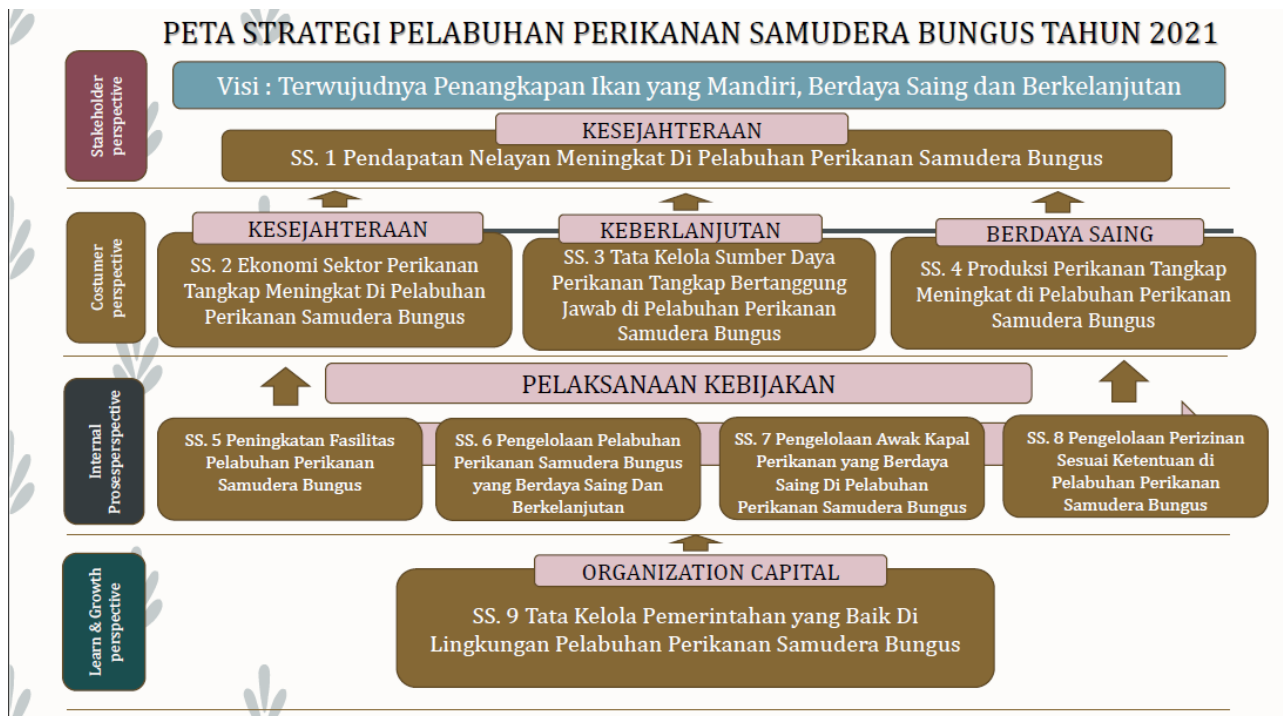 PETA STRATEGI PELABUHAN PERIKANAN SAMUDERA BUNGUS TAHUN 2021
Stakeholder
perspective
Visi : Terwujudnya Penangkapan Ikan yang Mandiri, Berdaya Saing dan Berkelanjutan
KESEJAHTERAAN
SS. 1 Pendapatan Nelayan Meningkat Di Pelabuhan Perikanan Samudera Bungus
Costumer
perspective
KESEJAHTERAAN
SS. 2 Ekonomi Sektor Perikanan
Tangkap Meningkat Di Pelabuhan
Perikanan Samudera Bungus
KEBERLANJUTAN
SS. 3 Tata Kelola Sumber Daya
Perikanan Tangkap Bertanggung
Jawab di Pelabuhan Perikanan
Samudera Bungus
BERDAYA SAING
SS. 4 Produksi Perikanan Tangkap
Meningkat di Pelabuhan Perikanan
Samudera Bungus
Internal
Prosesperspective
PELAKSANAAN KEBIJAKAN
SS. 5 Peningkatan Fasilitas
Pelabuhan Perikanan
Samudera Bungus
SS. 6 Pengelolaan Pelabuhan
Perikanan Samudera Bungus
yang Berdaya Saing Dan
Berkelanjutan
SS. 7 Pengelolaan Awak Kapal
Perikanan yang Berdaya
Saing Di Pelabuhan
Perikanan Samudera Bungus
SS. 8 Pengelolaan Perizinan
Sesuai Ketentuan di
Pelabuhan Perikanan
Samudera Bungus
Learn & Growth
perspective
ORGANIZATION CAPITAL
SS. 9 Tata Kelola Pemerintahan yang Baik Di
Lingkungan Pelabuhan Perikanan Samudera Bungus